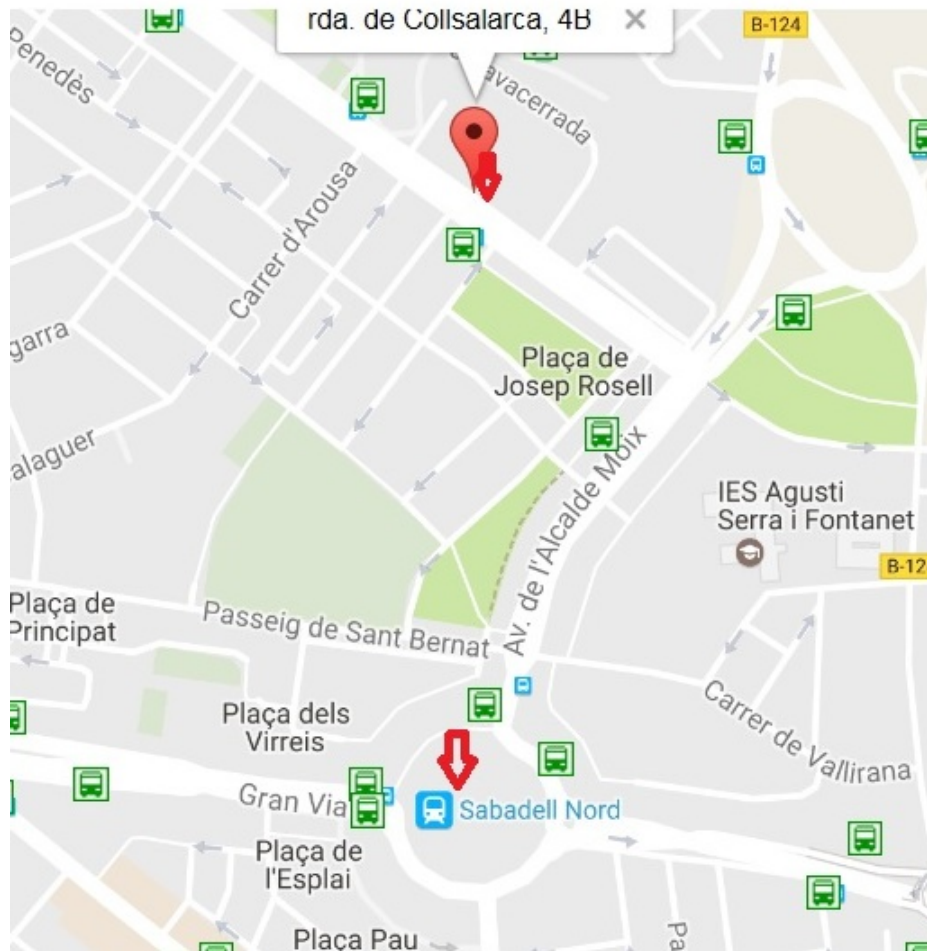 rda. de Collsalarca, 4B
B-124
Penedès
avacerrada
Carrer d'Arousa
garra
Plaça de
Josep Rosell
alaguer
Av. de l'Alcalde Moix
IES Agusti
Serra i Fontanet
B-12
Plaça de
Principat
Passeig de Sant Bernat
Carrer de Vallirana
Plaça dels
Virreis
Gran Via
Sabadell Nord
Plaça de
l'Esplai
Plaça Pau
Pa